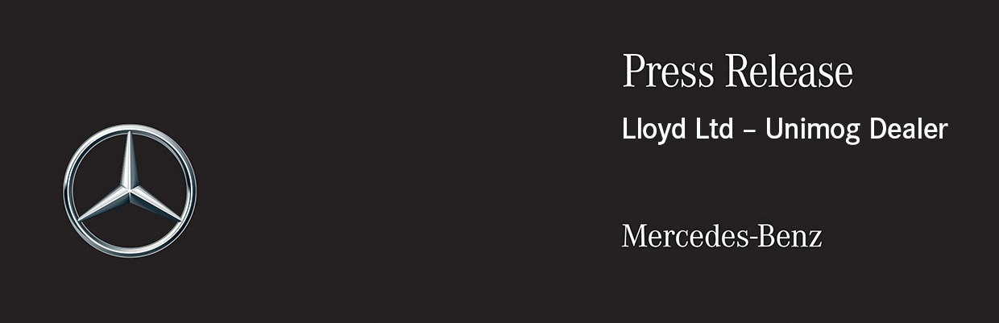 Press Release
Lloyd Ltd – Unimog Dealer
Mercedes-Benz